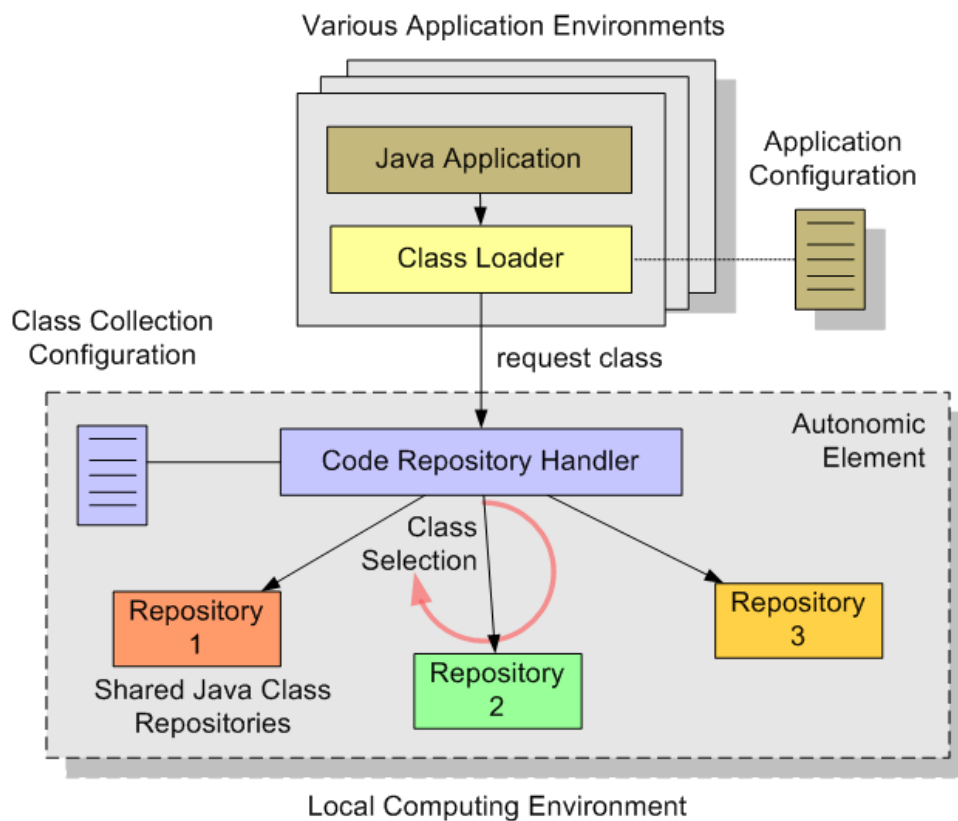 Various Application Environments
Java Application
Application
Configuration
Class Loader
Class Collection
Configuration
request class
Autonomic
Element
Code Repository Handler
Class
Selection
Repository
1
Repository
2
Repository
3
Shared Java Class
Repositories
Local Computing Environment